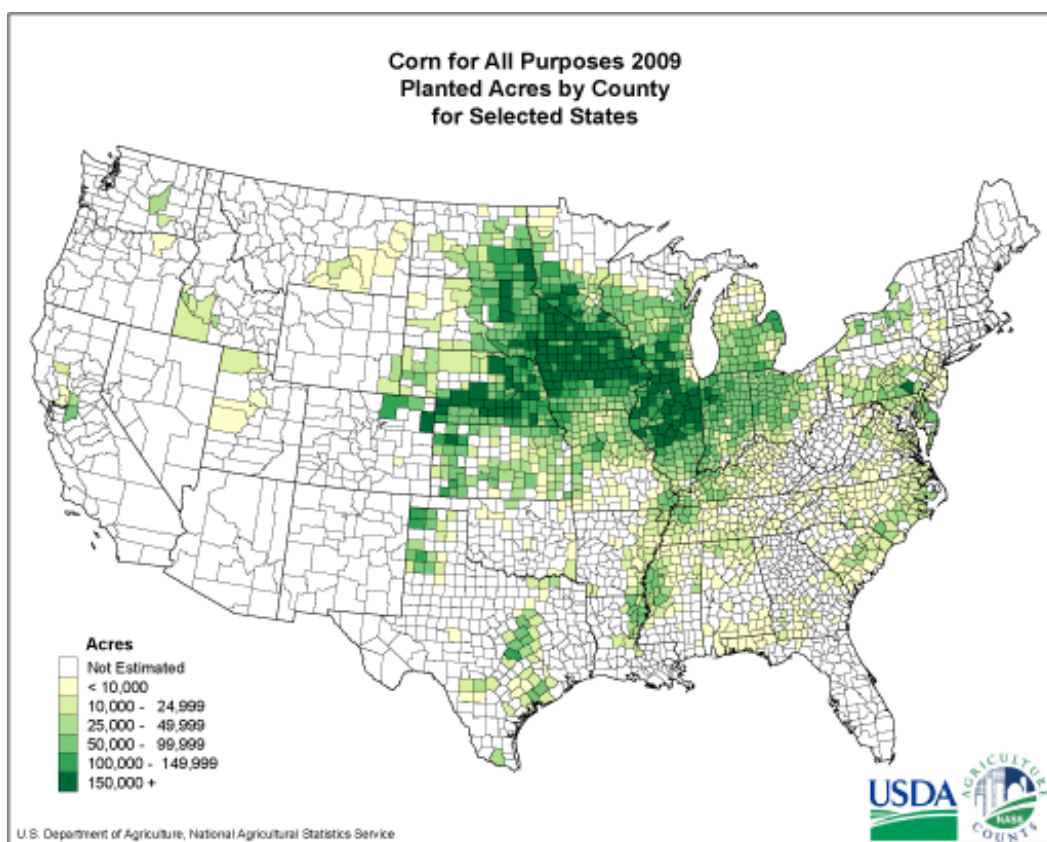 Corn for All Purposes 2009
Planted Acres by County
for Selected States
Acres
Not Estimated
< 10,000
10,000 - 24,999
25,000 - 49,999
50,000 - 99,999
100,000 - 149,999
150,000 +
U.S. Department of Agriculture, National Agricultural Statistics Service
USDA
AGRICULTURE
NASS
COUNTS